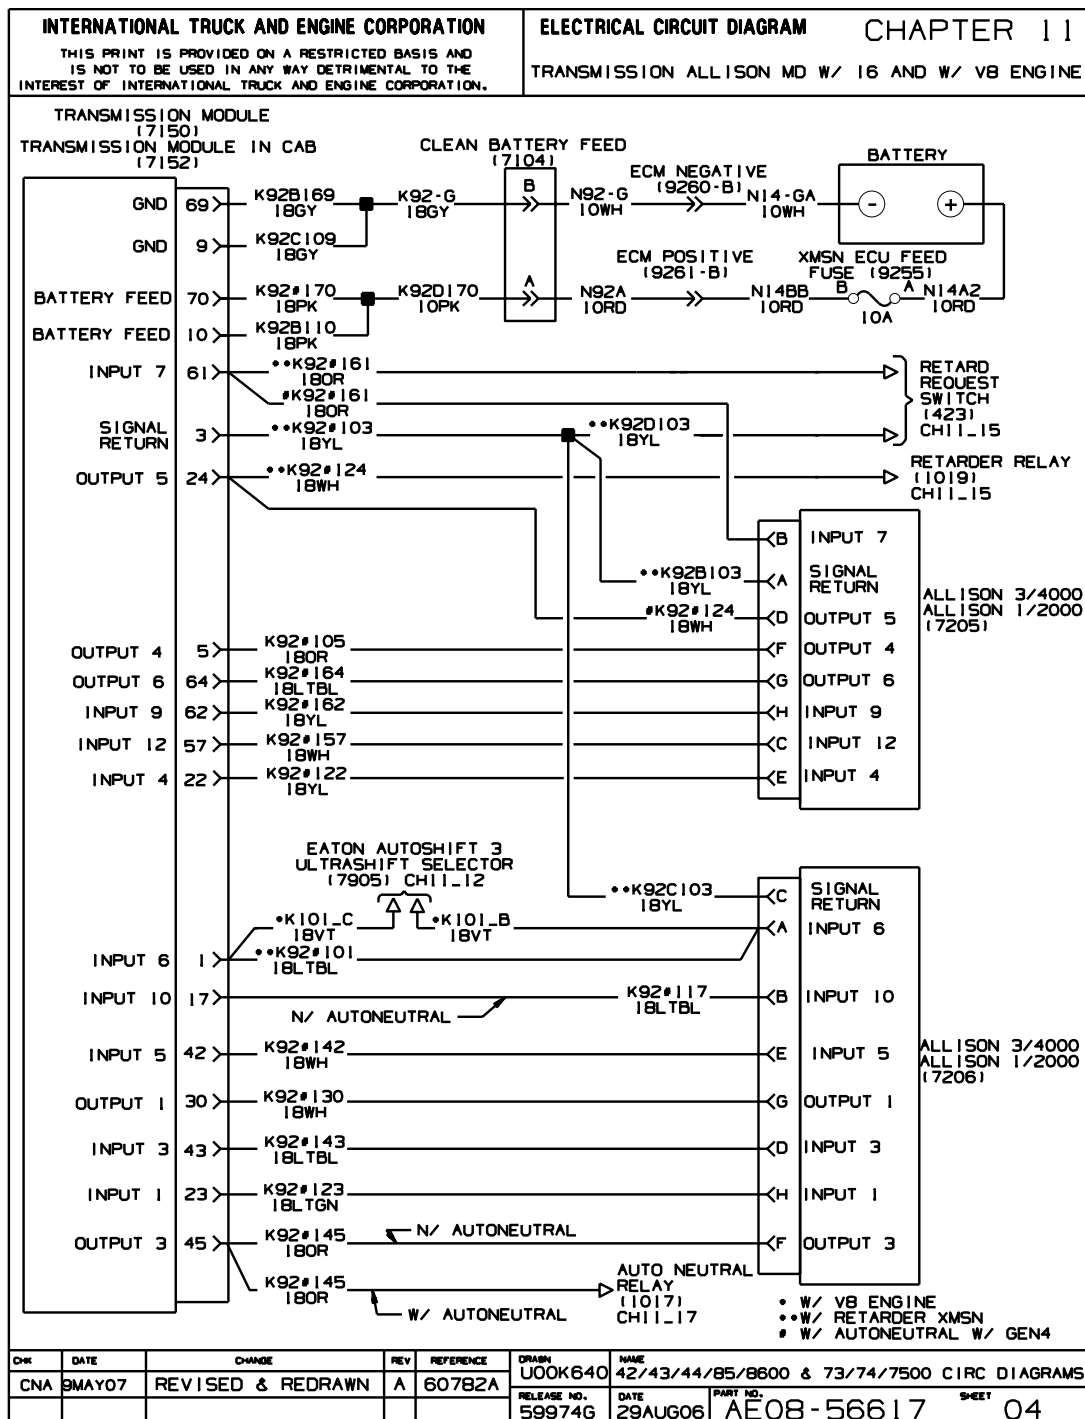 INTERNATIONAL TRUCK AND ENGINE CORPORATION
THIS PRINT IS PROVIDED ON A RESTRICTED BASIS AND
IS NOT TO BE USED IN ANY WAY DETRIMENTAL TO THE
INTEREST OF INTERNATIONAL TRUCK AND ENGINE CORPORATION.
ELECTRICAL CIRCUIT DIAGRAM CHAPTER 11
TRANSMISSION ALLISON MD W/ I6 AND W/ V8 ENGINE
TRANSMISSION MODULE
(7150)
TRANSMISSION MODULE IN CAB
(7152)
CLEAN BATTERY FEED
(7104)
ECM NEGATIVE
(9260-B)
BATTERY
GND 69
K92B169
18GY
K92-G
18GY
B
N92-G
10WH
N14-GA
10WH
- +
GND 9
K92C109
18GY
ECM POSITIVE
(9261-B)
XMSN ECU FEED
FUSE (9255)
BATTERY FEED 70
K92#170
18PK
K92D170
10PK
A
N92A
10RD
N14BB
10RD
B A
10A
N14A2
10RD
BATTERY FEED 10
K92B110
18PK
INPUT 7 61
**K92#161
18OR
#K92#161
18OR
RETARD
REQUEST
SWITCH
(423)
CH11_15
SIGNAL
RETURN 3
**K92#103
18YL
**K92D103
18YL
OUTPUT 5 24
**K92#124
18WH
RETARDER RELAY
(1019)
CH11_15
B INPUT 7
**K92B103
18YL
A SIGNAL
RETURN
#K92#124
18WH
D OUTPUT 5
ALLISON 3/4000
ALLISON 1/2000
(7205)
OUTPUT 4 5
K92#105
18OR
F OUTPUT 4
OUTPUT 6 64
K92#164
18LTBL
G OUTPUT 6
INPUT 9 62
K92#162
18YL
H INPUT 9
INPUT 12 57
K92#157
18WH
C INPUT 12
INPUT 4 22
K92#122
18YL
E INPUT 4
EATON AUTOSHIFT 3
ULTRASHIFT SELECTOR
(7905) CH11_12
**K92C103
18YL
C SIGNAL
RETURN
*K101_C
18VT
*K101_B
18VT
A INPUT 6
INPUT 6 1
**K92#101
18LTBL
INPUT 10 17
N/ AUTONEUTRAL
K92#117
18LTBL
B INPUT 10
INPUT 5 42
K92#142
18WH
E INPUT 5
ALLISON 3/4000
ALLISON 1/2000
(7206)
OUTPUT 1 30
K92#130
18WH
G OUTPUT 1
INPUT 3 43
K92#143
18LTBL
D INPUT 3
INPUT 1 23
K92#123
18LTGN
H INPUT 1
OUTPUT 3 45
K92#145
18OR
N/ AUTONEUTRAL
F OUTPUT 3
K92#145
18OR
W/ AUTONEUTRAL
AUTO NEUTRAL
RELAY
(1017)
CH11_17
* W/ V8 ENGINE
**W/ RETARDER XMSN
# W/ AUTONEUTRAL W/ GEN4
CHK DATE CHANGE REV REFERENCE
CNA 9MAY07 REVISED & REDRAWN A 60782A
DRAWN
U00K640
NAME
42/43/44/85/8600 & 73/74/7500 CIRC DIAGRAMS
RELEASE NO.
59974G
DATE
29AUG06
PART NO.
AE08-56617
SHEET 04